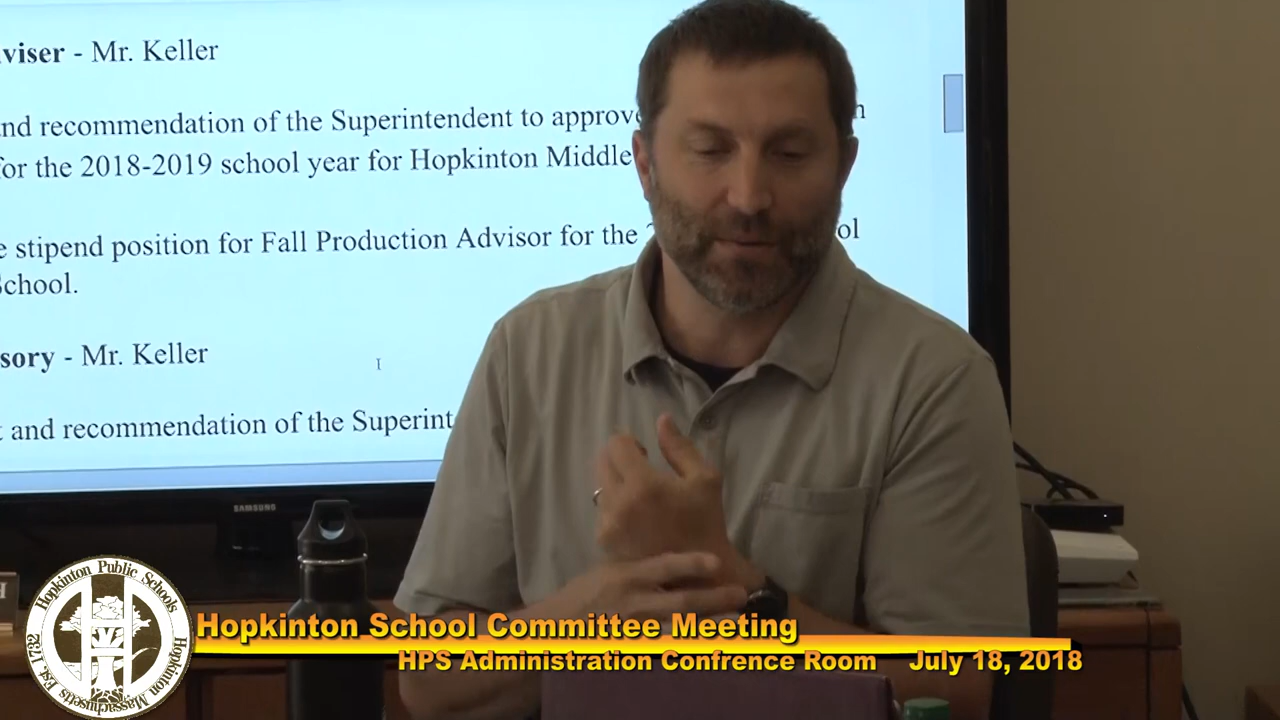 viser - Mr. Keller
nd recommendation of the Superintendent to approve
for the 2018-2019 school year for Hopkinton Middle
e stipend position for Fall Production Advisor for the
School.
sory - Mr. Keller
t and recommendation of the Superint
SAMSUNG
Hopkinton Public Schools
Hopkinton Massachusetts Est. 1732
H
Hopkinton School Committee Meeting
HPS Administration Confrence Room July 18, 2018